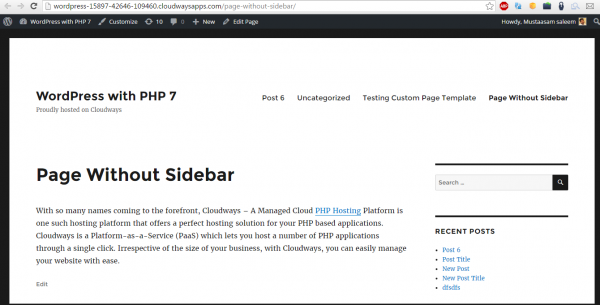 wordpress-15897-42646-109460.cloudwaysapps.com/page-without-sidebar/
WordPress with PHP 7 Customize 10 0 New Edit Page Howdy, Mustaasam saleem
WordPress with PHP 7
Proudly hosted on Cloudways
Post 6 Uncategorized Testing Custom Page Template Page Without Sidebar
Page Without Sidebar
With so many names coming to the forefront, Cloudways – A Managed Cloud PHP Hosting Platform is
one such hosting platform that offers a perfect hosting solution for your PHP based applications.
Cloudways is a Platform-as-a-Service (PaaS) which lets you host a number of PHP applications
through a single click. Irrespective of the size of your business, with Cloudways, you can easily manage
your website with ease.
Edit
Search ...
RECENT POSTS
Post 6
Post Title
New Post
New Post Title
dfsdfs